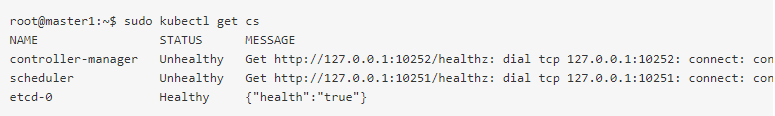 root@master1:~$ sudo kubectl get cs
NAME STATUS MESSAGE
controller-manager Unhealthy Get http://127.0.0.1:10252/healthz: dial tcp 127.0.0.1:10252: connect: con
scheduler Unhealthy Get http://127.0.0.1:10251/healthz: dial tcp 127.0.0.1:10251: connect: con
etcd-0 Healthy {"health":"true"}